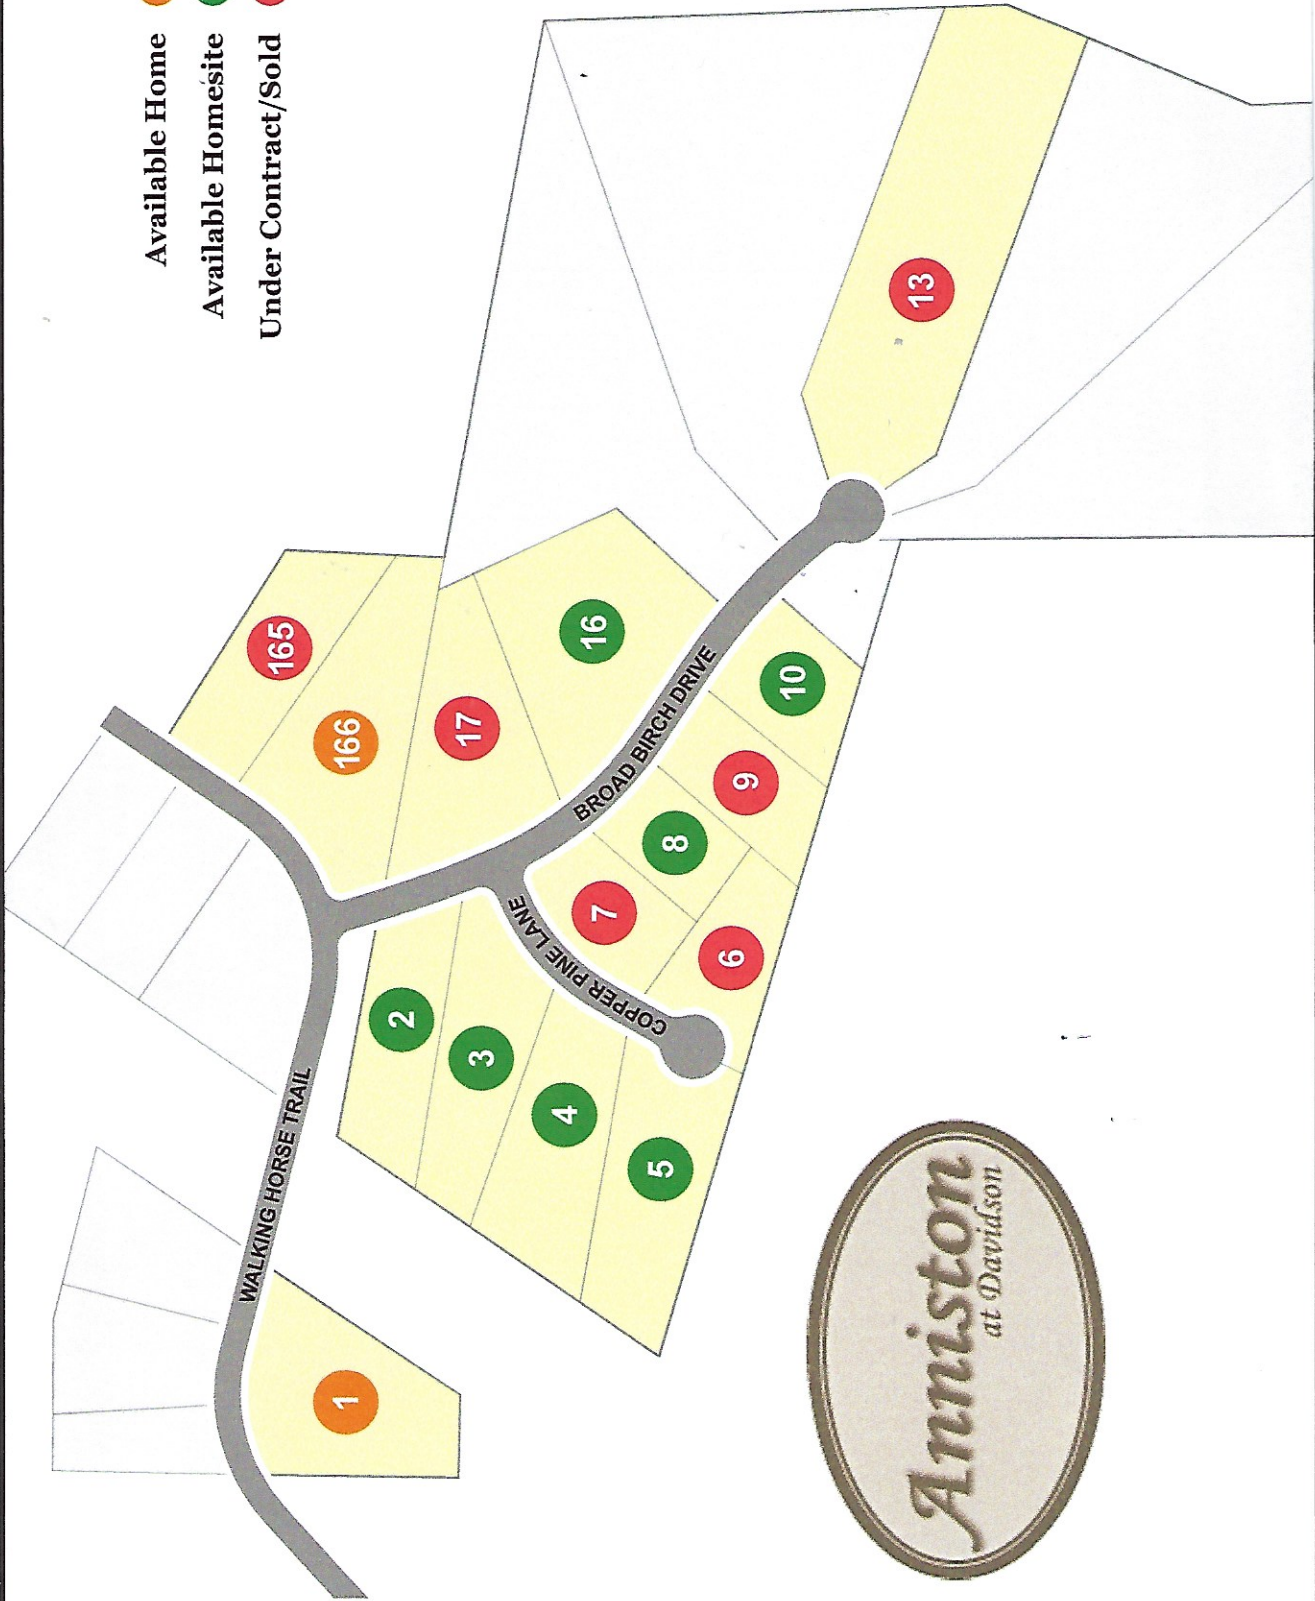 Available Home
Available Homesite
Under Contract/Sold
13
165
166
17
16
10
9
8
7
6
2
3
4
5
1
BROAD BIRCH DRIVE
COPPER PINE LANE
WALKING HORSE TRAIL
Anniston
at Davidson